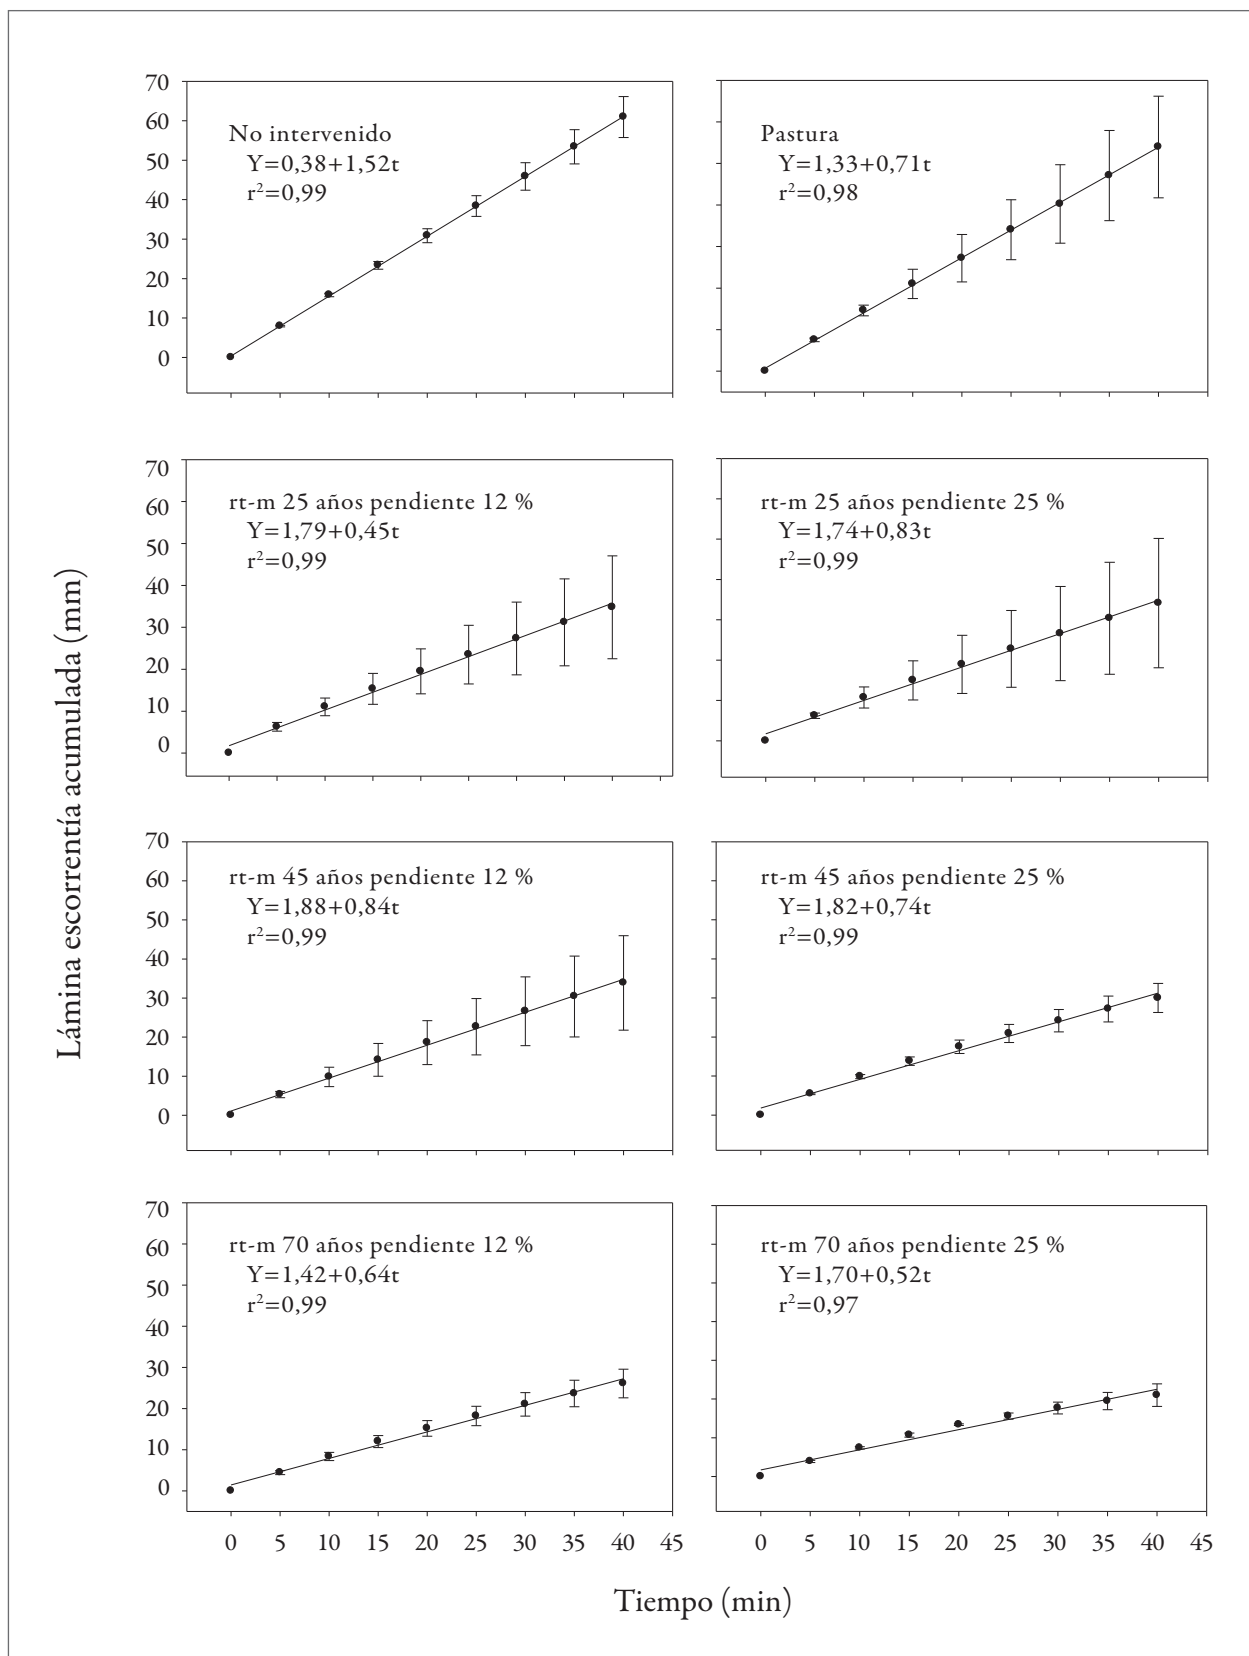 Lámina escorrentía acumulada (mm)
70
60
50
40
30
20
10
0
No intervenido
Y=0,38+1,52t
r²=0,99
Pastura
Y=1,33+0,71t
r²=0,98
70
60
50
40
30
20
10
0
rt-m 25 años pendiente 12 %
Y=1,79+0,45t
r²=0,99
rt-m 25 años pendiente 25 %
Y=1,74+0,83t
r²=0,99
70
60
50
40
30
20
10
0
rt-m 45 años pendiente 12 %
Y=1,88+0,84t
r²=0,99
rt-m 45 años pendiente 25 %
Y=1,82+0,74t
r²=0,99
70
60
50
40
30
20
10
0
rt-m 70 años pendiente 12 %
Y=1,42+0,64t
r²=0,99
rt-m 70 años pendiente 25 %
Y=1,70+0,52t
r²=0,97
0 5 10 15 20 25 30 35 40 45
0 5 10 15 20 25 30 35 40 45
Tiempo (min)